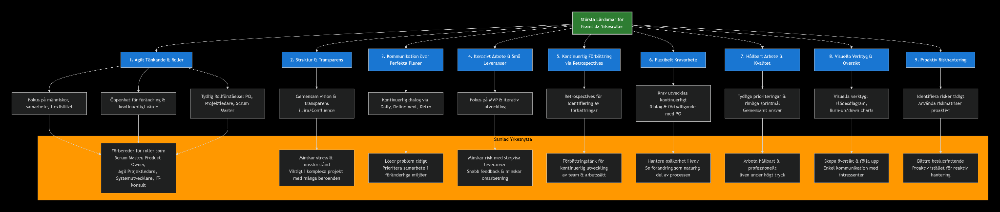 Största Lärdomar för
Framtida Yrkesroller
1. Agilt Tänkande & Roller
2. Struktur & Transparens
3. Kommunikation över
Perfekta Planer
4. Iterativt Arbete & Små
Leveranser
5. Kontinuerlig Förbättring
via Retrospectives
6. Flexibelt Kravarbete
7. Hållbart Arbete &
Kvalitet
8. Visuella Verktyg &
Översikt
9. Proaktiv Riskhantering
Fokus på människor,
samarbete, flexibilitet
Öppenhet för förändring &
kontinuerligt värde
Tydlig Rollförståelse: PO,
Projektledare, Scrum
Master
Gemensam vision &
transparens
i Jira/Confluence
Kontinuerlig dialog via
Daily, Refinement, Retro
Fokus på MVP & iterativ
utveckling
Retrospectives för
identifiering av
förbättringar
Krav utvecklas
kontinuerligt
Dialog & förtydligande
med PO
Tydliga prioriteringar &
rimliga sprintmål
Gemensamt ansvar
Visuella verktyg:
Flödesdiagram,
Burn-up/down charts
Identifiera risker tidigt
Använda riskmatriser
proaktivt
Samlad Yrkesnytta
Förbereder för roller som:
Scrum Master, Product
Owner,
Agil Projektledare,
Systemutvecklare, IT-
konsult
Minskar stress &
missförstånd
Viktigt i komplexa projekt
med många beroenden
Löser problem tidigt
Prioritera samarbete i
föränderliga miljöer
Minskar risk med stegvisa
leveranser
Snabb feedback & minskar
omarbetning
Förbättringstänk för
kontinuerlig utveckling
av team & arbetssätt
Hantera osäkerhet i krav
Se förändring som naturlig
del av processen
Arbeta hållbart &
professionellt
även under högt tryck
Skapa översikt & följa upp
Enkel kommunikation med
intressenter
Bättre beslutsfattande
Proaktiv istället för reaktiv
hantering